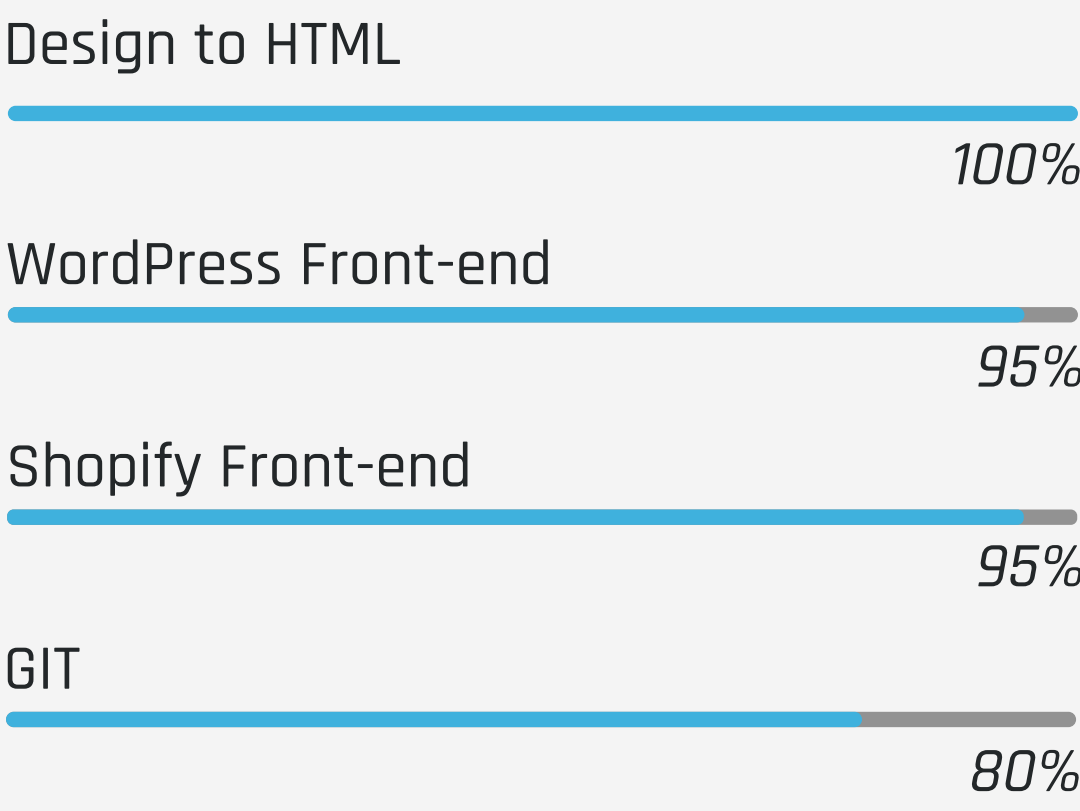 Design to HTML
100%
WordPress Front-end
95%
Shopify Front-end
95%
GIT
80%